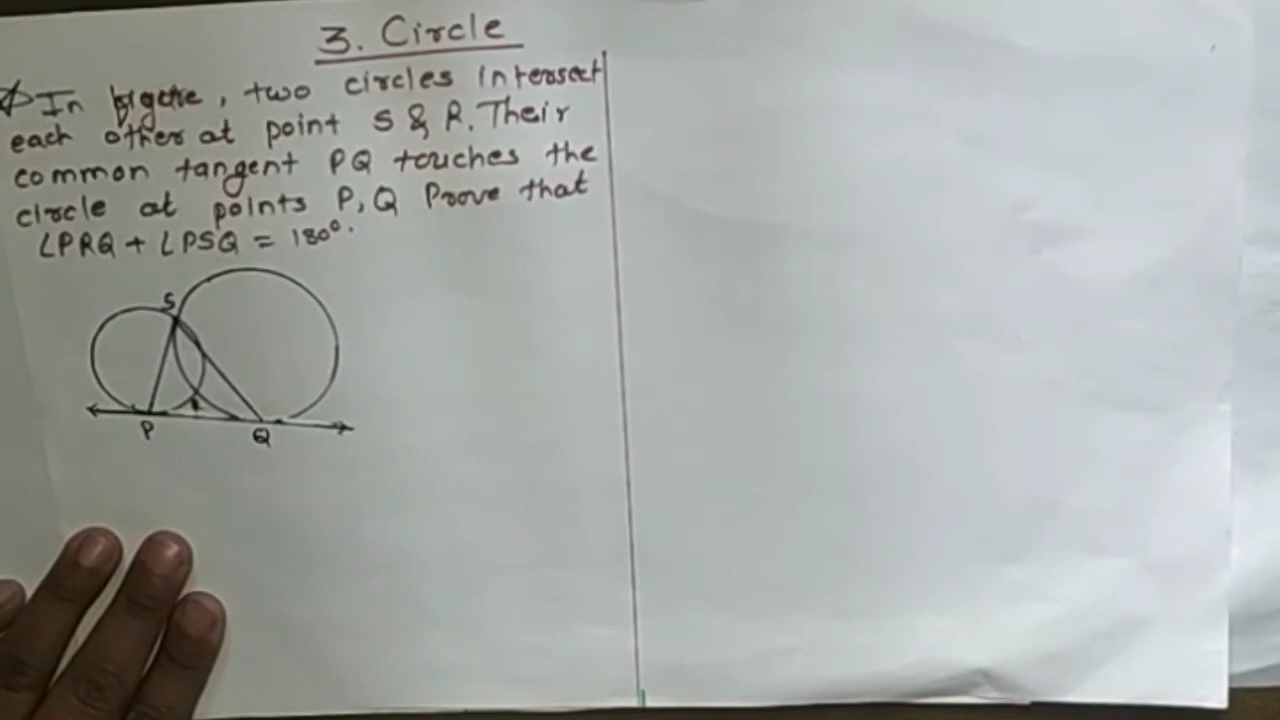 3. Circle
In figure, two circles intersect
each other at point S & R. Their
common tangent PQ touches the
circle at points P, Q Prove that
∠PRQ + ∠PSQ = 180°.
S
P
Q